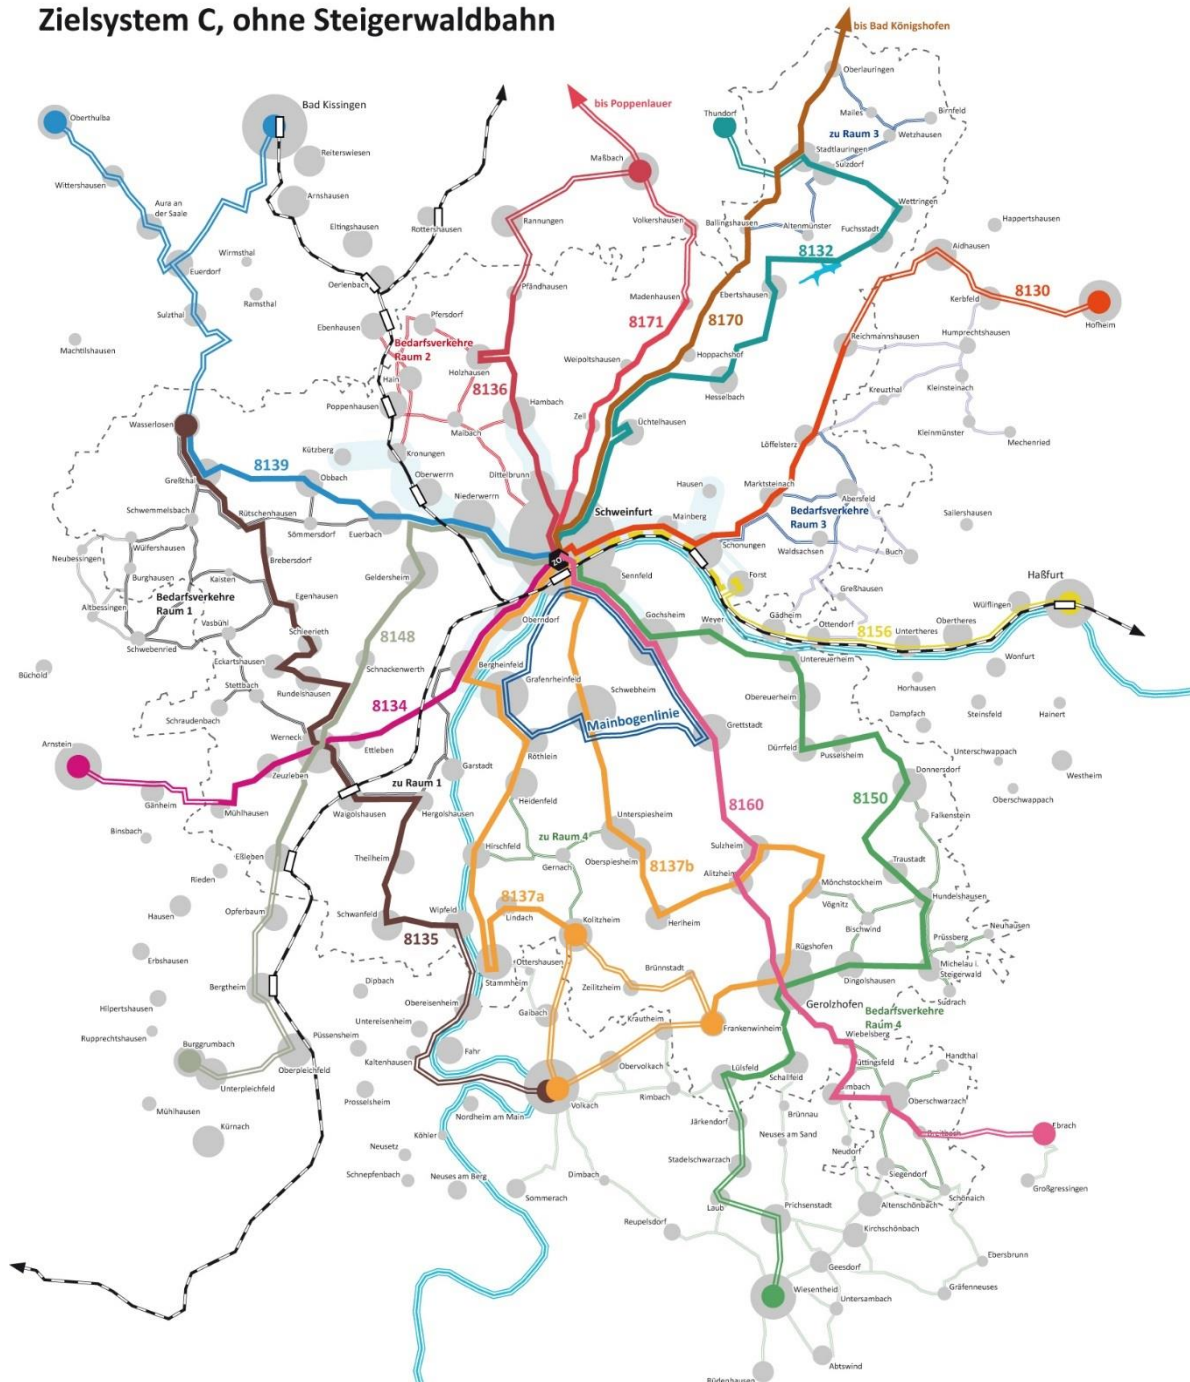 Zielsystem C, ohne Steigerwaldbahn
bis Bad Königshofen
Oberlauringen
Bad Kissingen
Oberthulba
bis Poppenlauer
Thundorf
Mailes
Birnfeld
zu Raum 3
Wetzhausen
Reiterswiesen
Stadtlauringen
Sulzdorf
Maßbach
Wittershausen
Arnshausen
Aura an
der Saale
Eltingshausen
Rottershausen
Rannungen
Volkershausen
Ballingshausen
Altenmünster
Wettringen
Fuchsstadt
Happertshausen
Aidhausen
8132
Wirmsthal
Euerdorf
Ramsthal
Oerlenbach
Pfändhausen
Madenhausen
Ebertshausen
Kerbfeld
8130
Hofheim
Sulzthal
Ebenhausen
Pfersdorf
8171
8170
Machtilshausen
Bedarfsverkehre
Raum 2
Holzhausen
Weipoltshausen
Hoppachshof
Reichmannshausen
Humprechtshausen
Hain
8136
Hesselbach
Kreuzthal
Kleinsteinach
Poppenhausen
Hambach
Maibach
Zell
Üchtelhausen
Kleinmünster
Mechenried
Wasserlosen
Löffelsterz
Kützberg
Kronungen
8139
Greßthal
Obbach
Oberwerrn
Dittelbrunn
Niederwerrn
Hausen
Marktsteinach
Abersfeld
Schwemmelsbach
Rütschenhausen
Sömmersdorf
Euerbach
Schweinfurt
Mainberg
Bedarfsverkehre
Raum 3
Sailershausen
Schonungen
Waldsachsen
Buch
Wülfershausen
Neubessingen
Brebersdorf
Burghausen
Kaisten
Geldersheim
ZOB
Sennfeld
Forst
Greßhausen
Haßfurt
Wülflingen
Altbessingen
Bedarfsverkehre
Raum 1
Egenhausen
Vasbühl
Schleerieth
8148
Oberndorf
Gochsheim
Weyer
Gädheim
Ottendorf
8156
Untertheres
Obertheres
Schwebenried
Eckartshausen
Schnackenwerth
Bergheinfeld
Grafenrheinfeld
Untereuerheim
Wonfurt
Büchold
Stettbach
Rundelshausen
Schwebheim
Obereuerheim
Horhausen
Schraudenbach
8134
Mainbogenlinie
Grettstadt
Dampfach
Steinsfeld
Hainert
Arnstein
Werneck
Ettleben
Röthlein
Dürrfeld
Pusselsheim
Unterschwappach
Westheim
Zeuzleben
Garstadt
zu Raum 1
Donnersdorf
Gänheim
Mühlhausen
Waigolshausen
Hergolshausen
Heidenfeld
8160
8150
Oberschwappach
Binsbach
Unterspiesheim
Falkenstein
zu Raum 4
Eßleben
Theilheim
Hirschfeld
Gernach
Oberspiesheim
8137b
Sulzheim
Alitzheim
Traustadt
Rieden
Mönchstockheim
Vögnitz
Hundelshausen
Hausen
Opferbaum
8137a
Lindach
Schwanfeld
Wipfeld
Kolitzheim
Herlheim
Bischwind
Neuhausen
Prüssberg
8135
Erbshausen
Ottershausen
Rügshofen
Stammheim
Zeilitzheim
Brünnstadt
Dingolshausen
Michelau i.
Steigerwald
Bergtheim
Dipbach
Sudrach
Hilpertshausen
Obereisenheim
Gaibach
Gerolzhofen
Bedarfsverkehre
Raum 4
Untereisenheim
Krautheim
Frankenwinheim
Wiebelsberg
Rupprechtshausen
Püssensheim
Kaltenhausen
Fahr
Handthal
Burggrumbach
Oberpleichfeld
Obervolkach
Lülsfeld
Schallfeld
Unterpleichfeld
Prosselsheim
Volkach
Rimbach
Oberschwarzach
Mühlhausen
Nordheim am Main
Brünnau
Järkendorf
Ebrach
Kürnach
Köhler
Neuses am Sand
Neudorf
Breitbach
Neusetz
Stadelschwarzach
Siegendorf
Schnepfenbach
Neuses am Berg
Dimbach
Großgressingen
Sommerach
Schönaich
Laub
Prichsenstadt
Altenschönbach
Reupelsdorf
Kirchschönbach
Ebersbrunn
Geesdorf
Wiesentheid
Gräfenneuses
Untersambach
Abtswind
Rüdenhausen